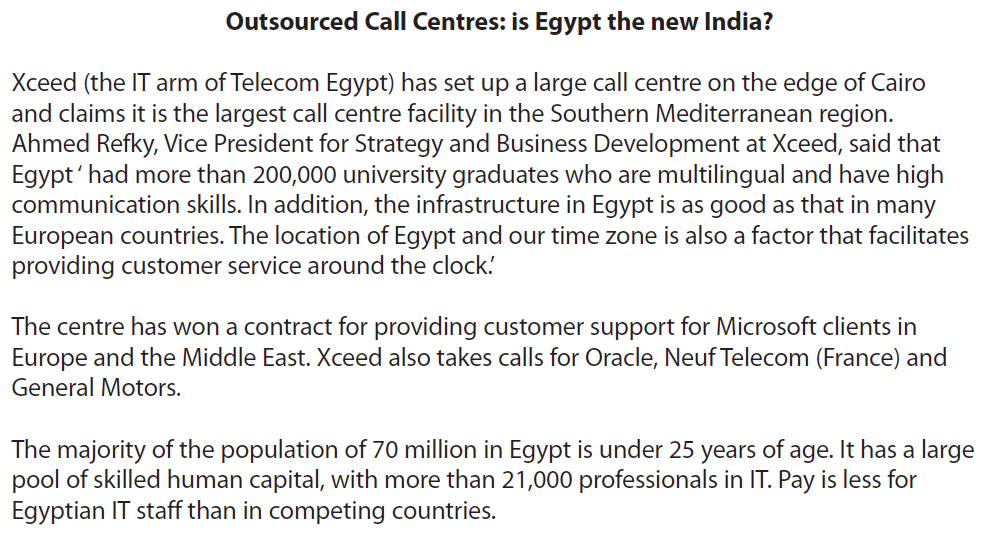 Outsourced Call Centres: is Egypt the new India?
Xceed (the IT arm of Telecom Egypt) has set up a large call centre on the edge of Cairo
and claims it is the largest call centre facility in the Southern Mediterranean region.
Ahmed Refky, Vice President for Strategy and Business Development at Xceed, said that
Egypt ‘ had more than 200,000 university graduates who are multilingual and have high
communication skills. In addition, the infrastructure in Egypt is as good as that in many
European countries. The location of Egypt and our time zone is also a factor that facilitates
providing customer service around the clock.’
The centre has won a contract for providing customer support for Microsoft clients in
Europe and the Middle East. Xceed also takes calls for Oracle, Neuf Telecom (France) and
General Motors.
The majority of the population of 70 million in Egypt is under 25 years of age. It has a large
pool of skilled human capital, with more than 21,000 professionals in IT. Pay is less for
Egyptian IT staff than in competing countries.